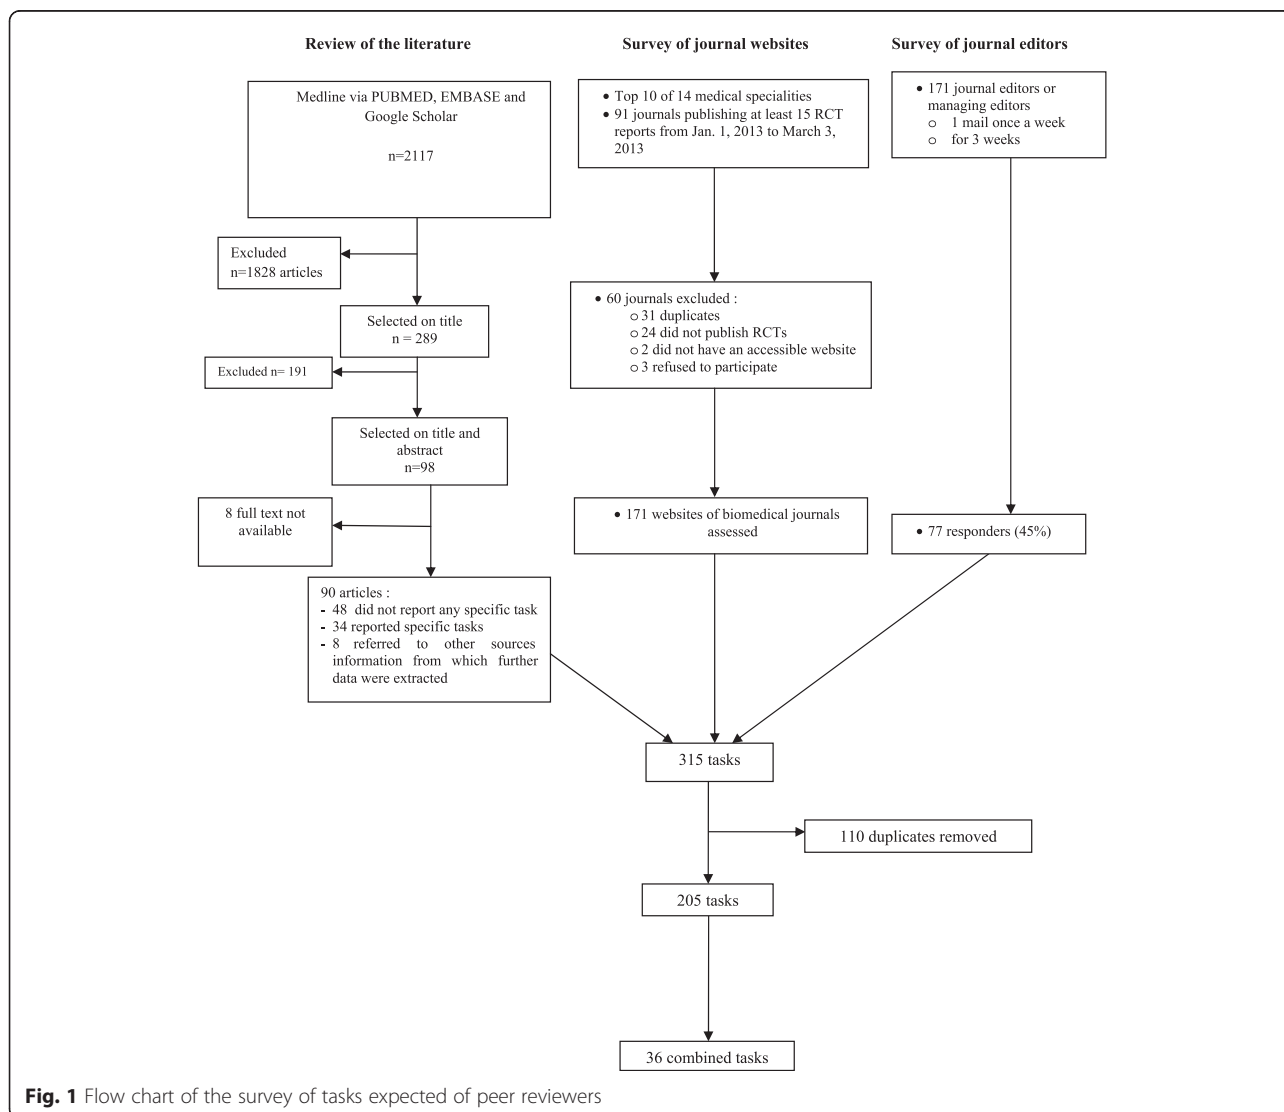 Review of the literature
Medline via PUBMED, EMBASE and
Google Scholar
n=2117
Excluded
n=1828 articles
Selected on title
n = 289
Excluded n= 191
Selected on title and
abstract
n=98
8 full text not
available
90 articles :
- 48 did not report any specific task
- 34 reported specific tasks
- 8 referred to other sources
information from which further
data were extracted
Survey of journal websites
• Top 10 of 14 medical specialities
• 91 journals publishing at least 15 RCT
reports from Jan. 1, 2013 to March 3,
2013
• 60 journals excluded :
o 31 duplicates
o 24 did not publish RCTs
o 2 did not have an accessible website
o 3 refused to participate
• 171 websites of biomedical journals
assessed
Survey of journal editors
• 171 journal editors or
managing editors
o 1 mail once a week
o for 3 weeks
• 77 responders (45%)
315 tasks
110 duplicates removed
205 tasks
36 combined tasks
Fig. 1 Flow chart of the survey of tasks expected of peer reviewers